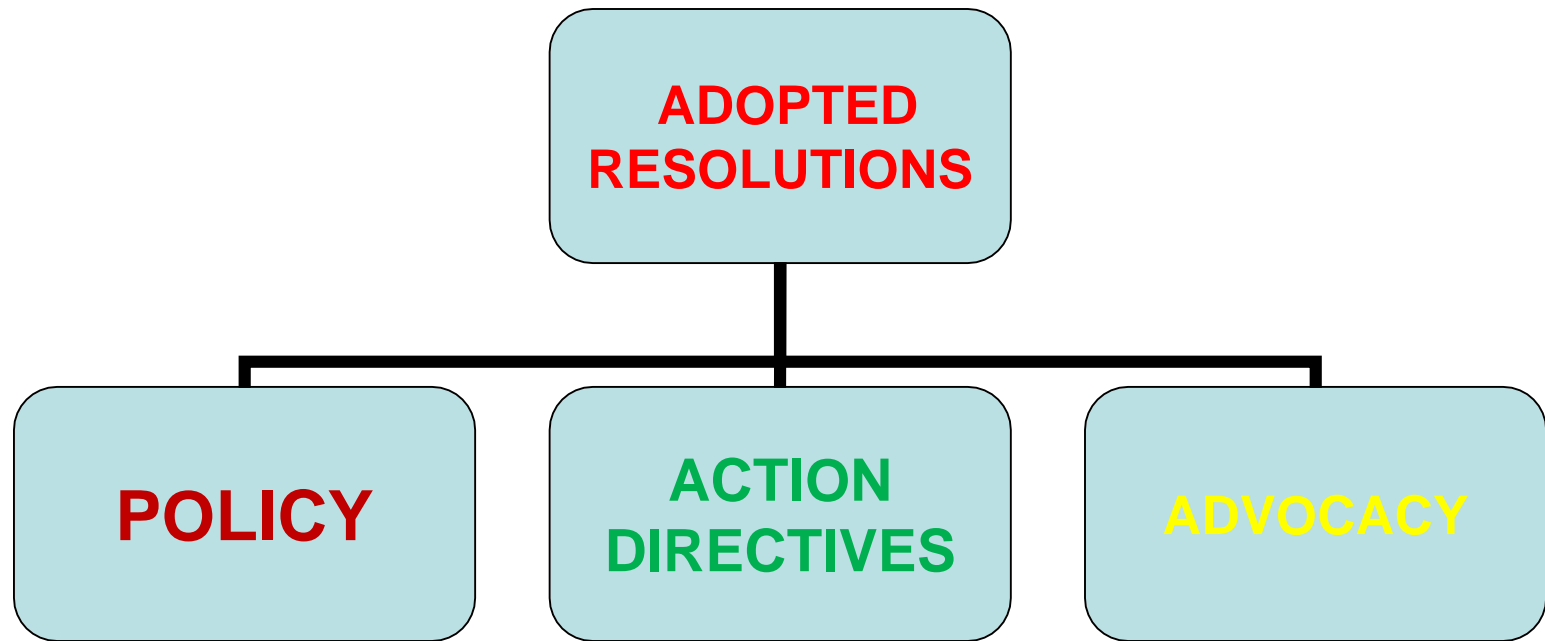 ADOPTED
RESOLUTIONS
POLICY
ACTION
DIRECTIVES
ADVOCACY